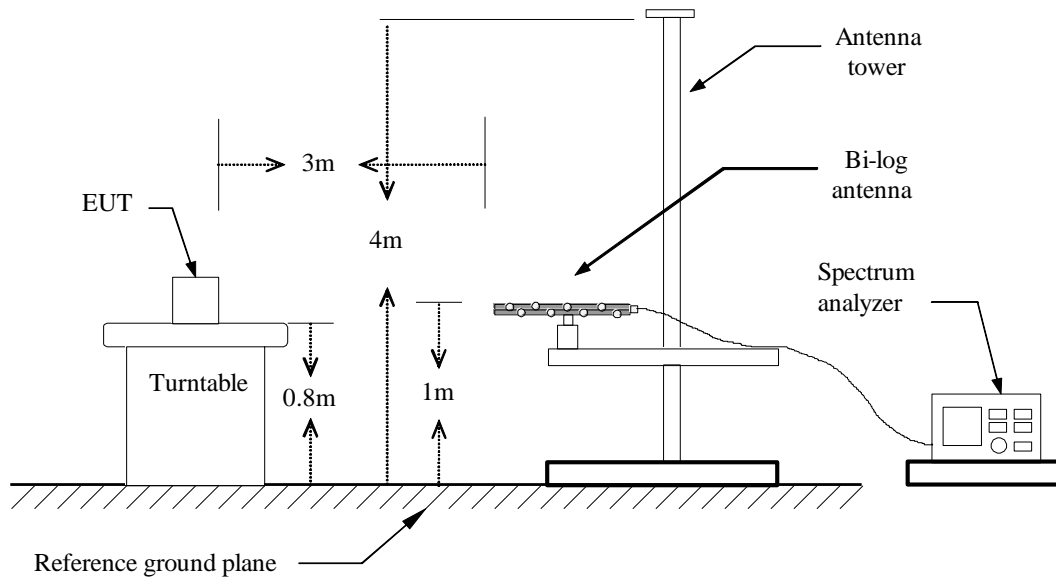 Antenna
tower
3m
Bi-log
antenna
EUT
4m
Spectrum
analyzer
Turntable
0.8m
1m
Reference ground plane